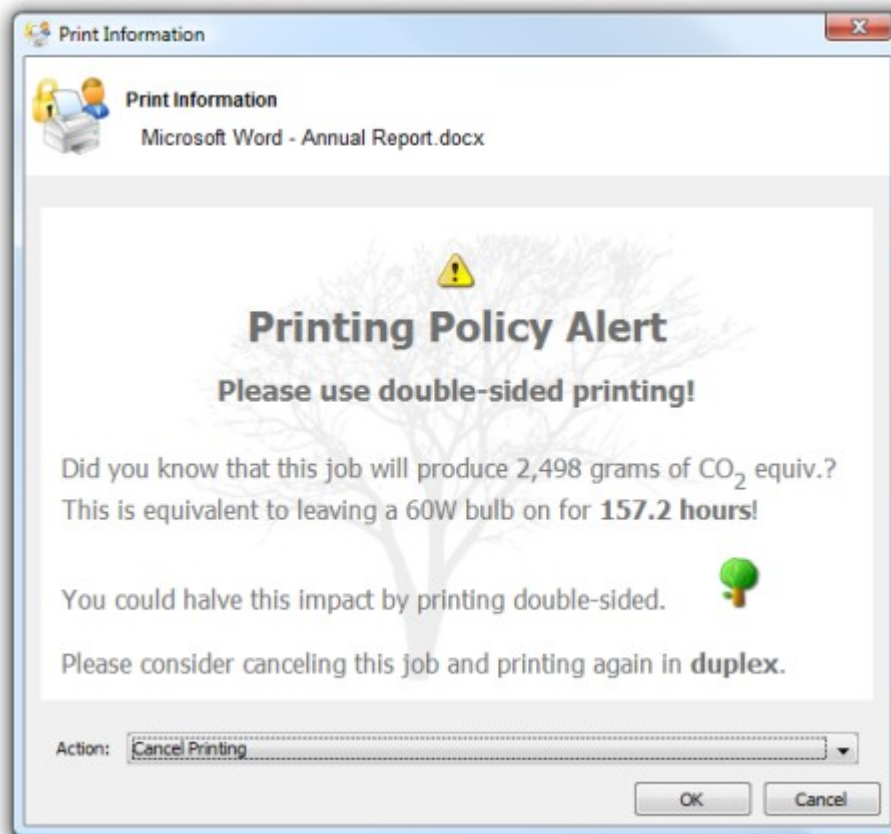 Print Information
Print Information
Microsoft Word - Annual Report.docx
Printing Policy Alert
Please use double-sided printing!
Did you know that this job will produce 2,498 grams of CO2 equiv.?
This is equivalent to leaving a 60W bulb on for 157.2 hours!
You could halve this impact by printing double-sided.
Please consider canceling this job and printing again in duplex.
Action: Cancel Printing
OK Cancel